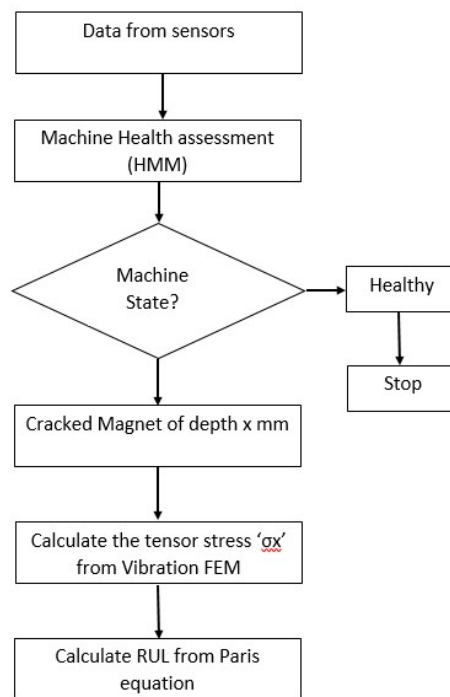 Data from sensors
Machine Health assessment
(HMM)
Machine
State?
Healthy
Stop
Cracked Magnet of depth x mm
Calculate the tensor stress ‘σx’
from Vibration FEM
Calculate RUL from Paris
equation